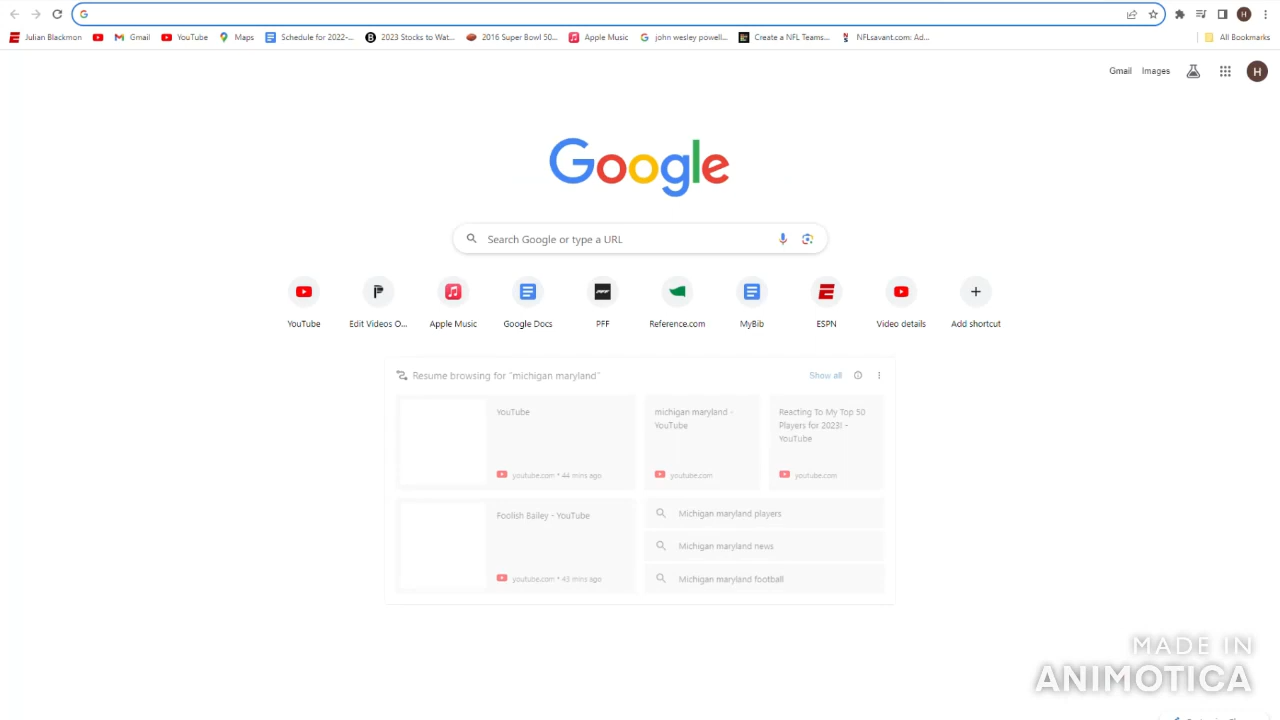 Julian Blackmon Gmail YouTube Maps Schedule for 2022-... 2023 Stocks to Wat... 2016 Super Bowl 50... Apple Music john wesley powell... Create a NFL Teams... NFLsavant.com: Ad... All Bookmarks
Gmail Images H
Google
Search Google or type a URL
YouTube Edit Videos O... Apple Music Google Docs PFF Reference.com MyBib ESPN Video details Add shortcut
Resume browsing for "michigan maryland" Show all
YouTube
youtube.com • 44 mins ago
michigan maryland -
YouTube
youtube.com
Reacting To My Top 50
Players for 2023! -
YouTube
youtube.com
Foolish Bailey - YouTube
youtube.com • 43 mins ago
Michigan maryland players
Michigan maryland news
Michigan maryland football
MADE IN
ANIMOTICA